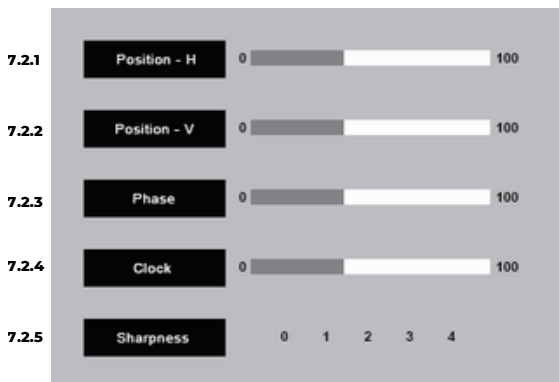 7.2.1 Position - H 0 100
7.2.2 Position - V 0 100
7.2.3 Phase 0 100
7.2.4 Clock 0 100
7.2.5 Sharpness 0 1 2 3 4